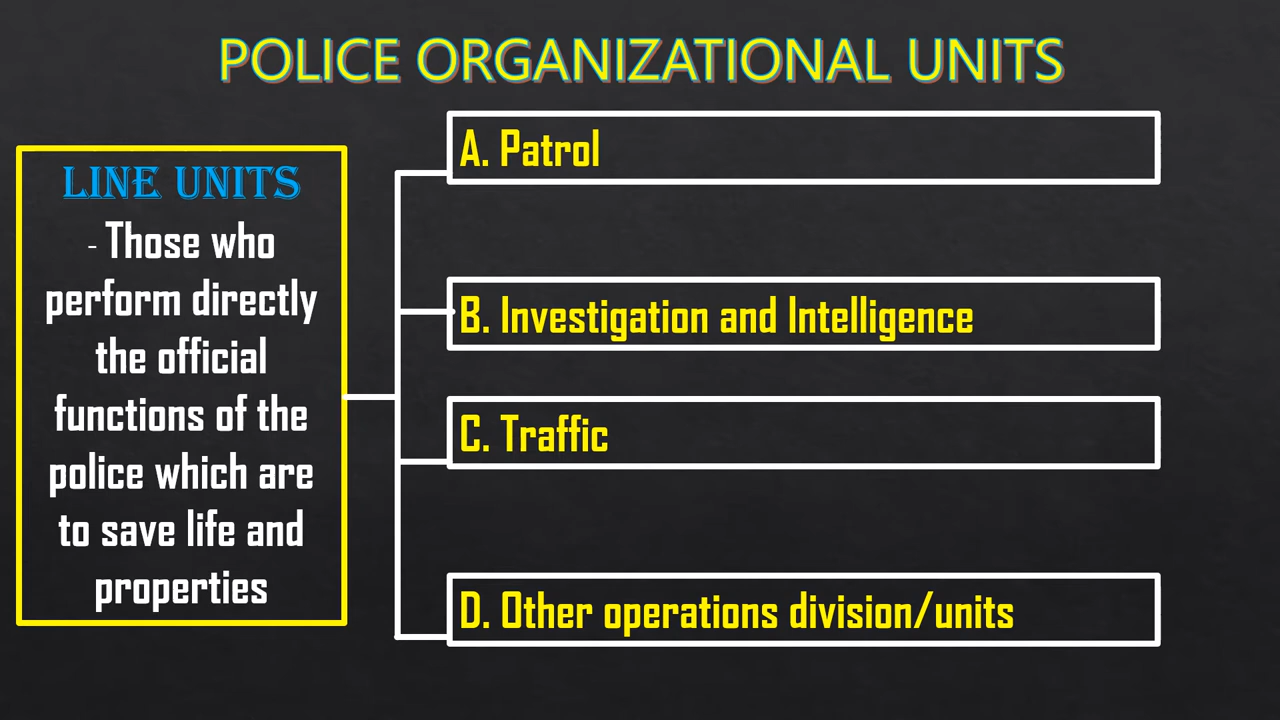 POLICE ORGANIZATIONAL UNITS
LINE UNITS
- Those who
perform directly
the official
functions of the
police which are
to save life and
properties
A. Patrol
B. Investigation and Intelligence
C. Traffic
D. Other operations division/units